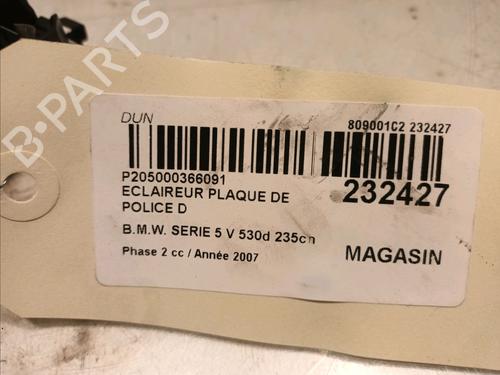 DUN
809001C2 232427
P205000366091
ECLAIREUR PLAQUE DE
POLICE D
232427
B.M.W. SERIE 5 V 530d 235ch
Phase 2 cc / Année 2007
MAGASIN
B-PARTS